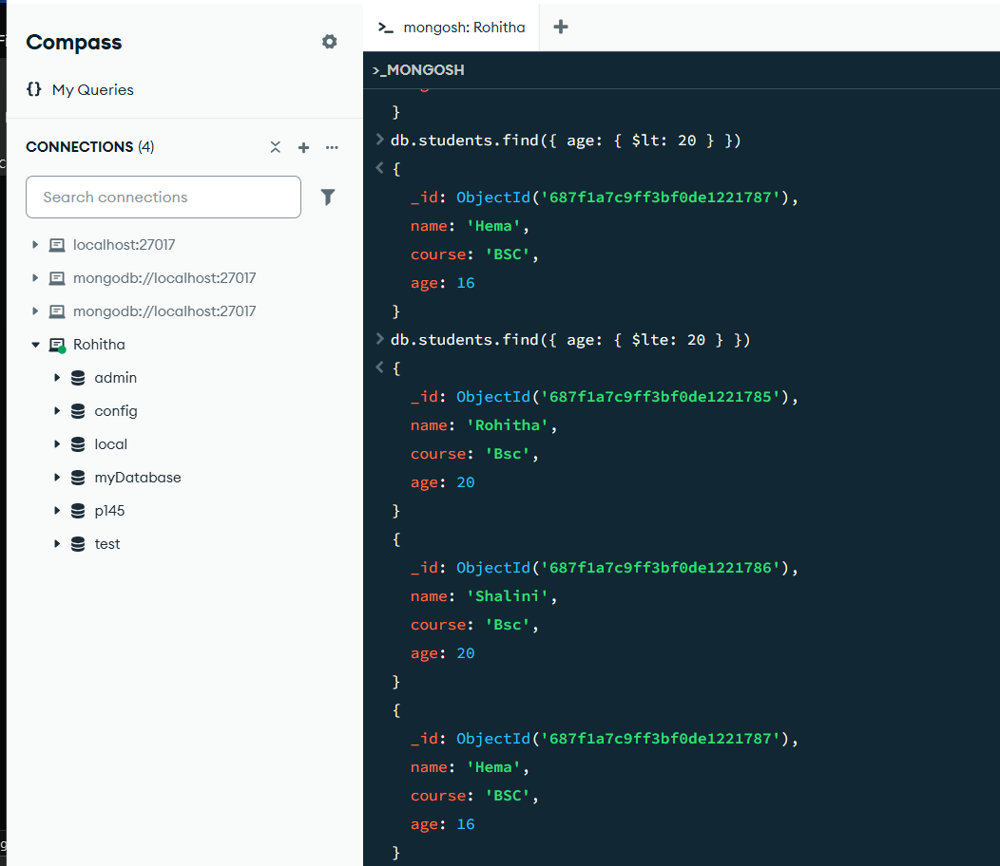 Compass
My Queries
CONNECTIONS (4)
Search connections
localhost:27017
mongodb://localhost:27017
mongodb://localhost:27017
Rohitha
admin
config
local
myDatabase
p145
test
>_ mongosh: Rohitha +
>_MONGOSH
}
> db.students.find({ age: { $lt: 20 } })
< {
_id: ObjectId('687f1a7c9ff3bf0de1221787'),
name: 'Hema',
course: 'BSC',
age: 16
}
> db.students.find({ age: { $lte: 20 } })
< {
_id: ObjectId('687f1a7c9ff3bf0de1221785'),
name: 'Rohitha',
course: 'Bsc',
age: 20
}
{
_id: ObjectId('687f1a7c9ff3bf0de1221786'),
name: 'Shalini',
course: 'Bsc',
age: 20
}
{
_id: ObjectId('687f1a7c9ff3bf0de1221787'),
name: 'Hema',
course: 'BSC',
age: 16
}